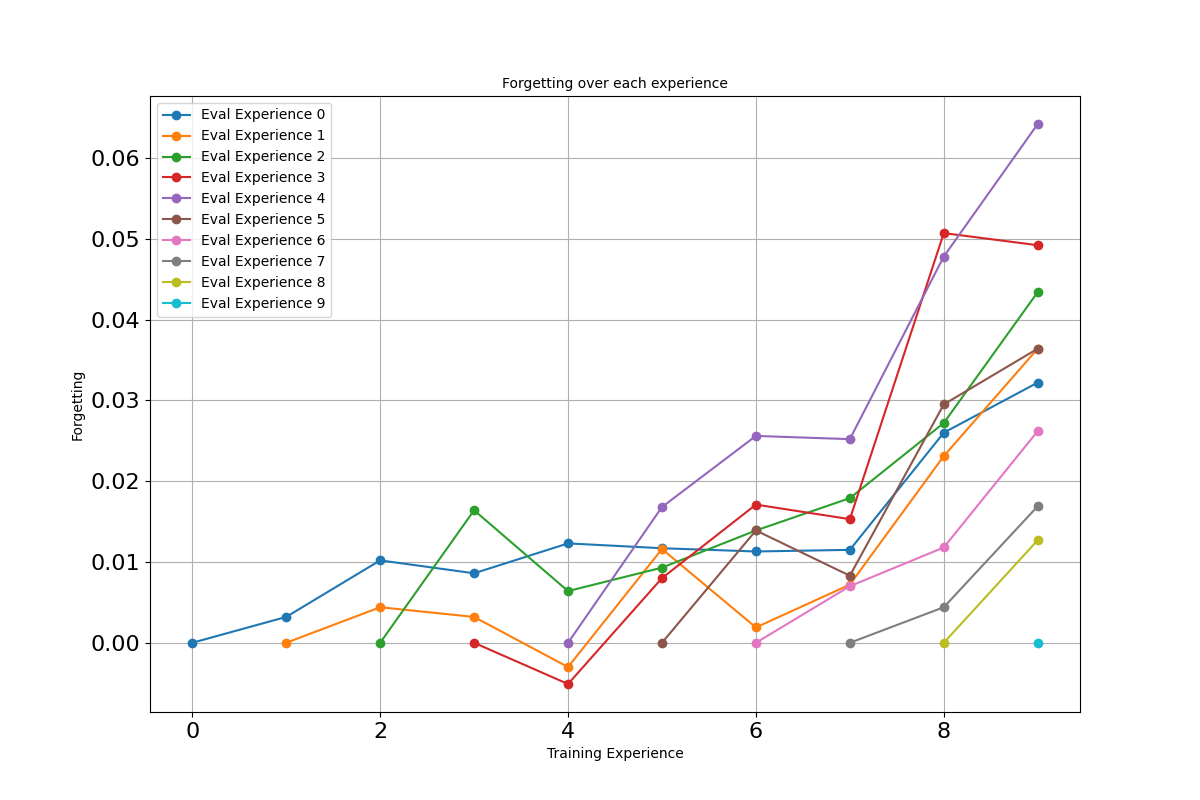 Forgetting over each experience
Eval Experience 0
Eval Experience 1
Eval Experience 2
Eval Experience 3
Eval Experience 4
Eval Experience 5
Eval Experience 6
Eval Experience 7
Eval Experience 8
Eval Experience 9
0.06
0.05
0.04
0.03
0.02
0.01
0.00
Forgetting
0 2 4 6 8
Training Experience